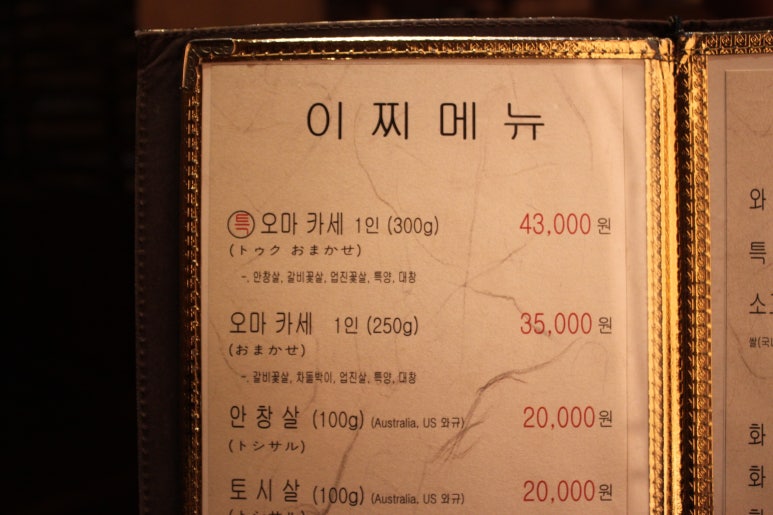 이찌메뉴
특 오마 카세 1인 (300g) 43,000원
(トゥク おまかせ)
-. 안창살, 갈비꽃살, 업진꽃살, 특양, 대창
오마 카세 1인 (250g) 35,000원
(おまかせ)
-. 갈비꽃살, 차돌박이, 업진살, 특양, 대창
안창살 (100g) (Australia, US 와규) 20,000원
(トシサル)
토시살 (100g) (Australia, US 와규) 20,000원
와
특
소
쌀(국내
화
화